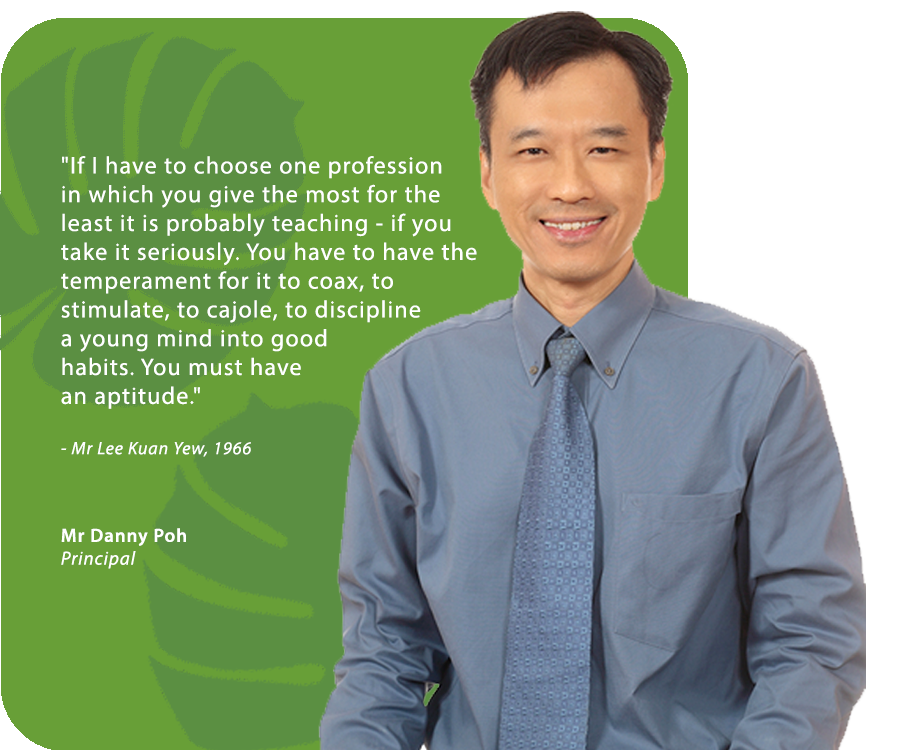 "If I have to choose one profession
in which you give the most for the
least it is probably teaching - if you
take it seriously. You have to have the
temperament for it to coax, to
stimulate, to cajole, to discipline
a young mind into good
habits. You must have
an aptitude."
- Mr Lee Kuan Yew, 1966
Mr Danny Poh
Principal